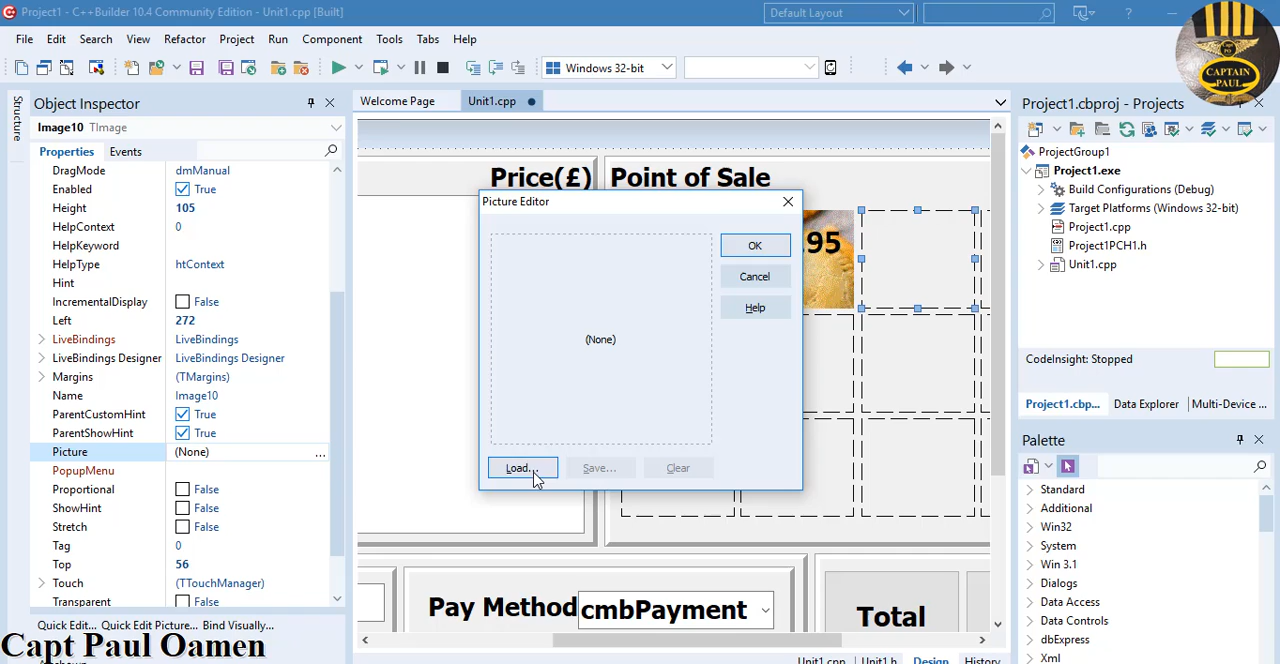 Project1 - C++Builder 10.4 Community Edition - Unit1.cpp [Built]
Default Layout
File Edit Search View Refactor Project Run Component Tools Tabs Help
Windows 32-bit
Capt
PO
CAPTAIN
PAUL
Structure
Object Inspector
Image10 TImage
Properties Events
DragMode dmManual
Enabled True
Height 105
HelpContext 0
HelpKeyword
HelpType htContext
Hint
IncrementalDisplay False
Left 272
LiveBindings LiveBindings
LiveBindings Designer LiveBindings Designer
Margins (TMargins)
Name Image10
ParentCustomHint True
ParentShowHint True
Picture (None) ...
PopupMenu
Proportional False
ShowHint False
Stretch False
Tag 0
Top 56
Touch (TTouchManager)
Transparent False
Quick Edit... Quick Edit Picture... Bind Visually...
Capt Paul Oamen
Welcome Page Unit1.cpp
Price(£) Point of Sale
.95
Picture Editor
(None)
OK
Cancel
Help
Load... Save... Clear
Pay Method cmbPayment
Total
Unit1.cpp Unit1.h Design History
Project1.cbproj - Projects
ProjectGroup1
Project1.exe
Build Configurations (Debug)
Target Platforms (Windows 32-bit)
Project1.cpp
Project1PCH1.h
Unit1.cpp
CodeInsight: Stopped
Project1.cbp... Data Explorer Multi-Device ...
Palette
Standard
Additional
Win32
System
Win 3.1
Dialogs
Data Access
Data Controls
dbExpress
Xml